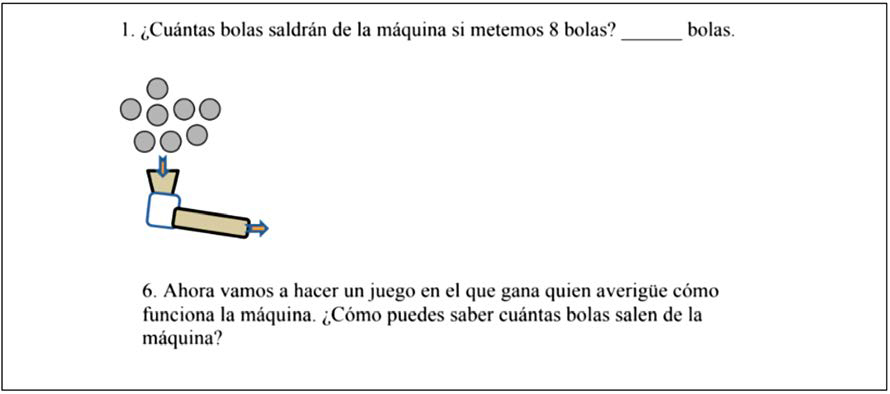 1. ¿Cuántas bolas saldrán de la máquina si metemos 8 bolas? ______ bolas.
6. Ahora vamos a hacer un juego en el que gana quien averigüe cómo
funciona la máquina. ¿Cómo puedes saber cuántas bolas salen de la
máquina?